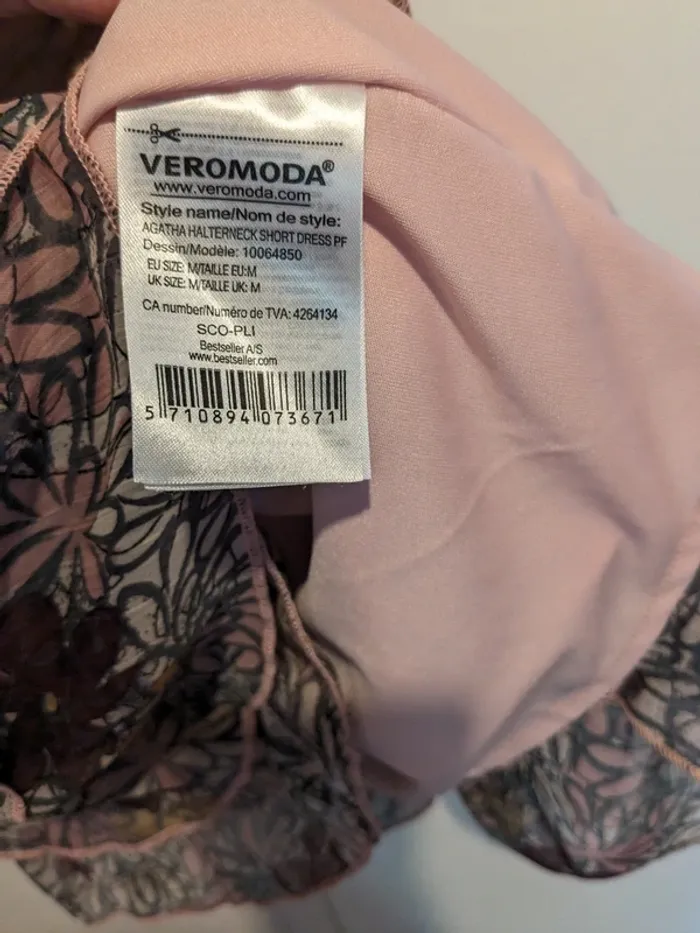 VEROMODA®
www.veromoda.com
Style name/Nom de style:
AGATHA HALTERNECK SHORT DRESS PF
Dessin/Modèle: 10064850
EU SIZE: M/TAILLE EU:M
UK SIZE: M/TAILLE UK: M
CA number/Numéro de TVA: 4264134
SCO-PLI
Bestseller A/S
www.bestseller.com
5 710894 073671